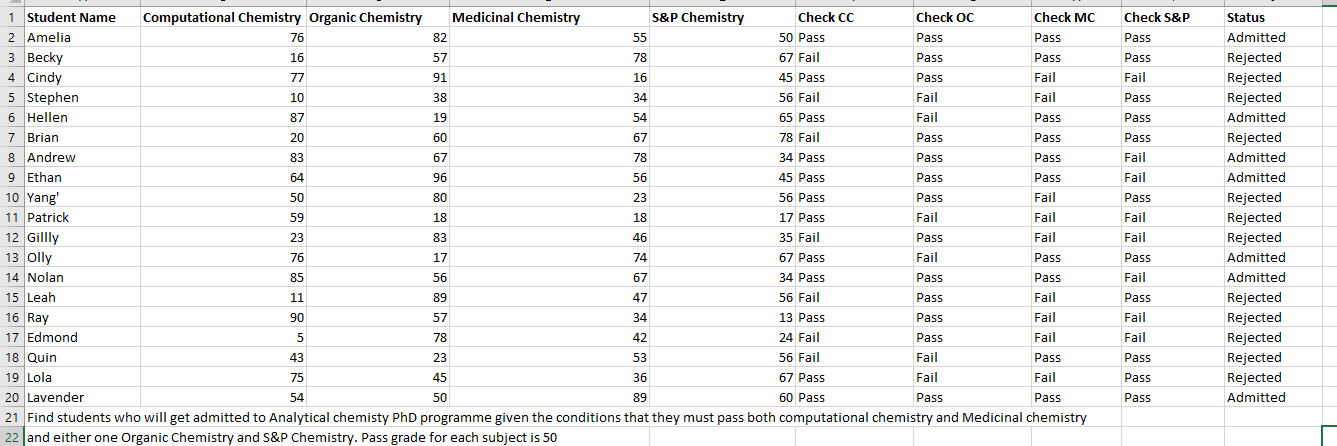 1 Student Name Computational Chemistry Organic Chemistry Medicinal Chemistry S&P Chemistry Check CC Check OC Check MC Check S&P Status
2 Amelia 76 82 55 50 Pass Pass Pass Pass Admitted
3 Becky 16 57 78 67 Fail Pass Pass Pass Rejected
4 Cindy 77 91 16 45 Pass Pass Fail Fail Rejected
5 Stephen 10 38 34 56 Fail Fail Fail Pass Rejected
6 Hellen 87 19 54 65 Pass Fail Pass Pass Admitted
7 Brian 20 60 67 78 Fail Pass Pass Pass Rejected
8 Andrew 83 67 78 34 Pass Pass Pass Fail Admitted
9 Ethan 64 96 56 45 Pass Pass Pass Fail Admitted
10 Yang' 50 80 23 56 Pass Pass Fail Pass Rejected
11 Patrick 59 18 18 17 Pass Fail Fail Fail Rejected
12 Gillly 23 83 46 35 Fail Pass Fail Fail Rejected
13 Olly 76 17 74 67 Pass Fail Pass Pass Admitted
14 Nolan 85 56 67 34 Pass Pass Pass Fail Admitted
15 Leah 11 89 47 56 Fail Pass Fail Pass Rejected
16 Ray 90 57 34 13 Pass Pass Fail Fail Rejected
17 Edmond 5 78 42 24 Fail Pass Fail Fail Rejected
18 Quin 43 23 53 56 Fail Fail Pass Pass Rejected
19 Lola 75 45 36 67 Pass Fail Fail Pass Rejected
20 Lavender 54 50 89 60 Pass Pass Pass Pass Admitted
21 Find students who will get admitted to Analytical chemisty PhD programme given the conditions that they must pass both computational chemistry and Medicinal chemistry
22 and either one Organic Chemistry and S&P Chemistry. Pass grade for each subject is 50